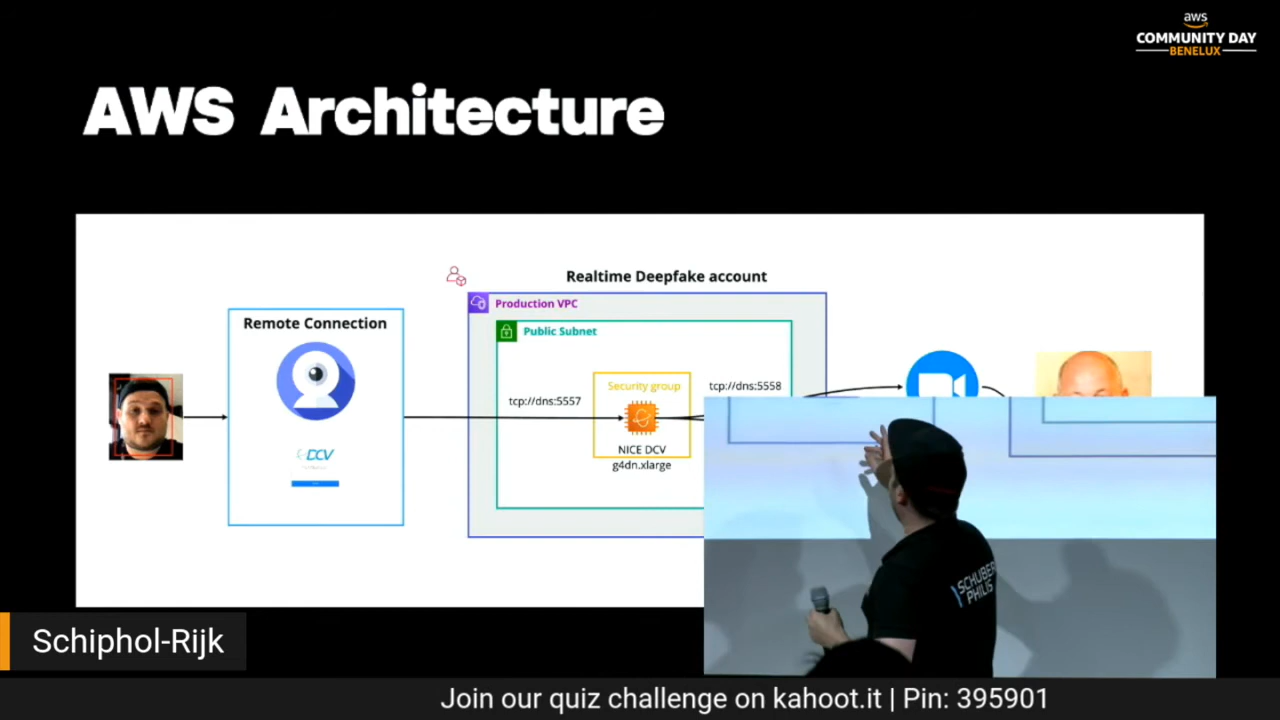 aws
COMMUNITY DAY
BENELUX
AWS Architecture
Realtime Deepfake account
Production VPC
Remote Connection
Public Subnet
Security group
tcp://dns:5558
tcp://dns:5557
DCV
NICE DCV
g4dn.xlarge
SCHUBER
PHILIS
Schiphol-Rijk
Join our quiz challenge on kahoot.it | Pin: 395901